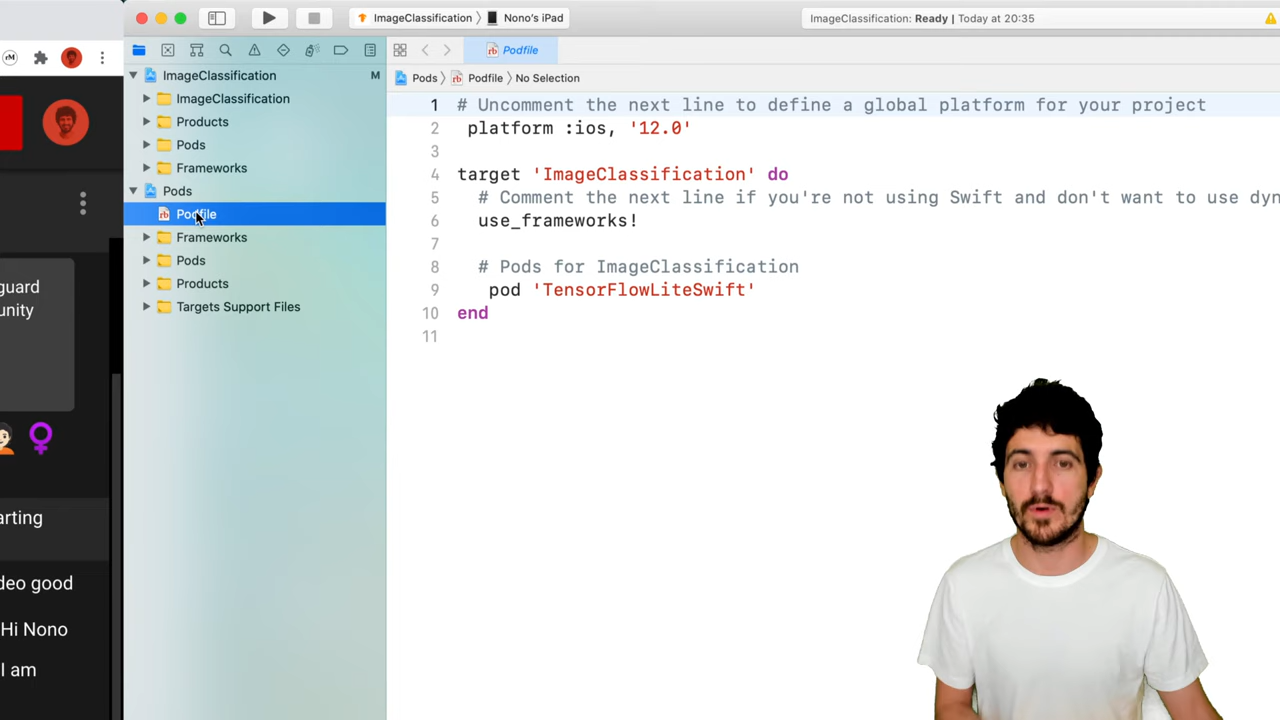 ImageClassification
Nono's iPad
ImageClassification: Ready | Today at 20:35
rM
Podfile
ImageClassification
M
ImageClassification
Products
Pods
Frameworks
Pods
Podfile
Frameworks
Pods
Products
Targets Support Files
Pods
Podfile
No Selection
1 # Uncomment the next line to define a global platform for your project
2 platform :ios, '12.0'
3
4 target 'ImageClassification' do
5 # Comment the next line if you're not using Swift and don't want to use dyn
6 use_frameworks!
7
8 # Pods for ImageClassification
9 pod 'TensorFlowLiteSwift'
10 end
11
guard
unity
arting
deo good
Hi Nono
I am